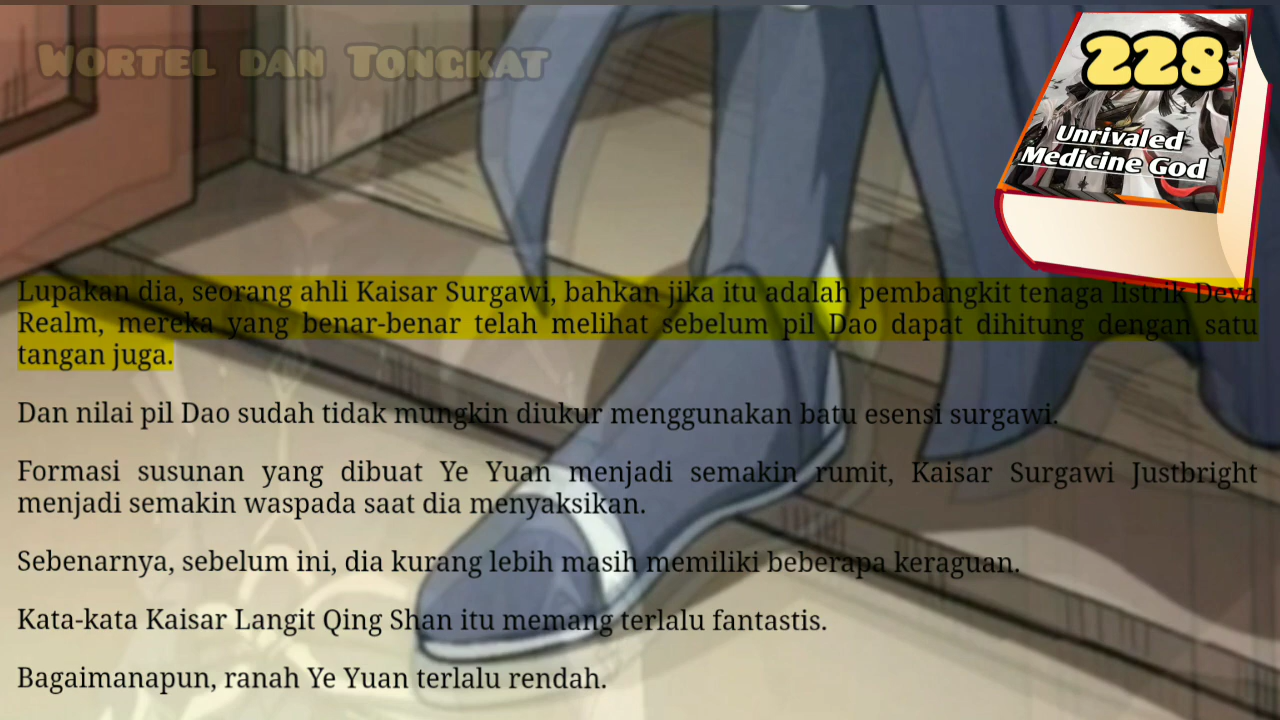 Wortel dan Tongkat
228
Unrivaled
Medicine God
Lupakan dia, seorang ahli Kaisar Surgawi, bahkan jika itu adalah pembangkit tenaga listrik Deva
Realm, mereka yang benar-benar telah melihat sebelum pil Dao dapat dihitung dengan satu
tangan juga.
Dan nilai pil Dao sudah tidak mungkin diukur menggunakan batu esensi surgawi.
Formasi susunan yang dibuat Ye Yuan menjadi semakin rumit, Kaisar Surgawi Justbright
menjadi semakin waspada saat dia menyaksikan.
Sebenarnya, sebelum ini, dia kurang lebih masih memiliki beberapa keraguan.
Kata-kata Kaisar Langit Qing Shan itu memang terlalu fantastis.
Bagaimanapun, ranah Ye Yuan terlalu rendah.